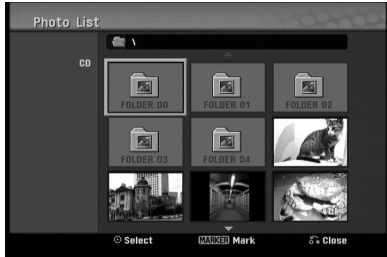 Photo List
\
CD
FOLDER 00 FOLDER 01 FOLDER 02
FOLDER 03 FOLDER 04
Select MARKER Mark Close